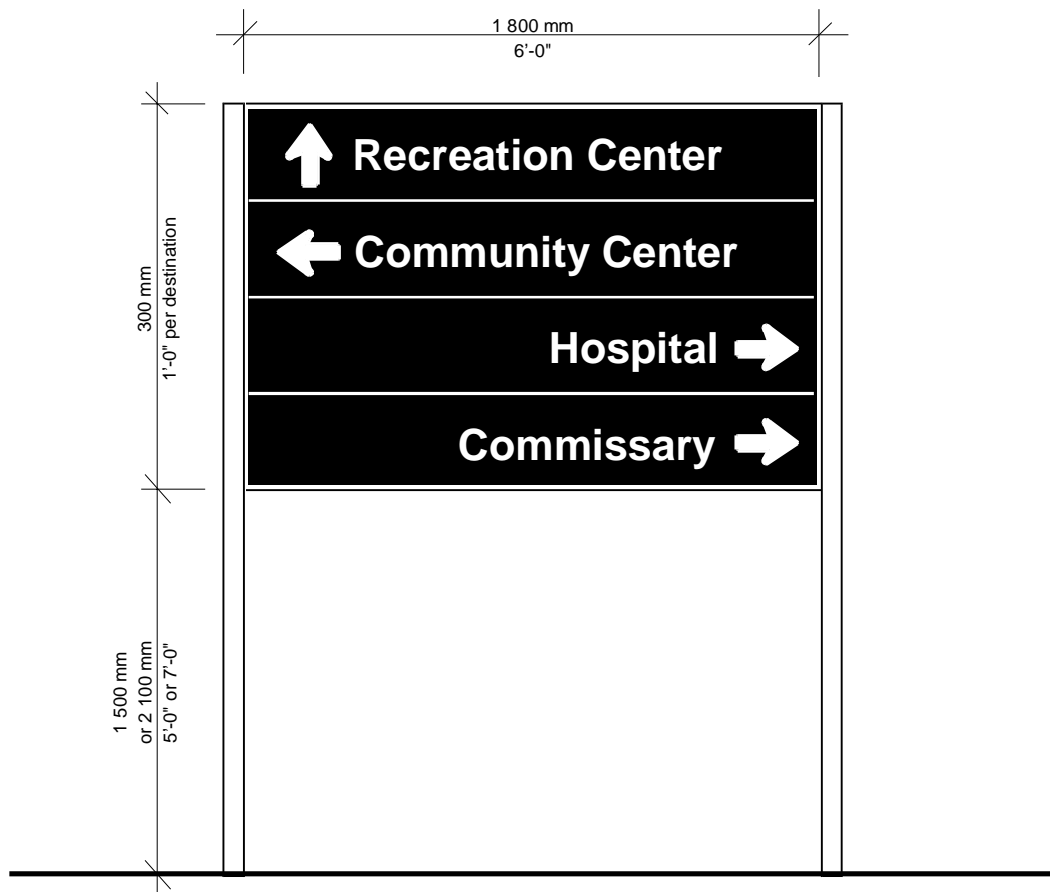 1 800 mm
6'-0"
Recreation Center
Community Center
Hospital
Commissary
300 mm
1'-0" per destination
1 500 mm
or 2 100 mm
5'-0" or 7'-0"